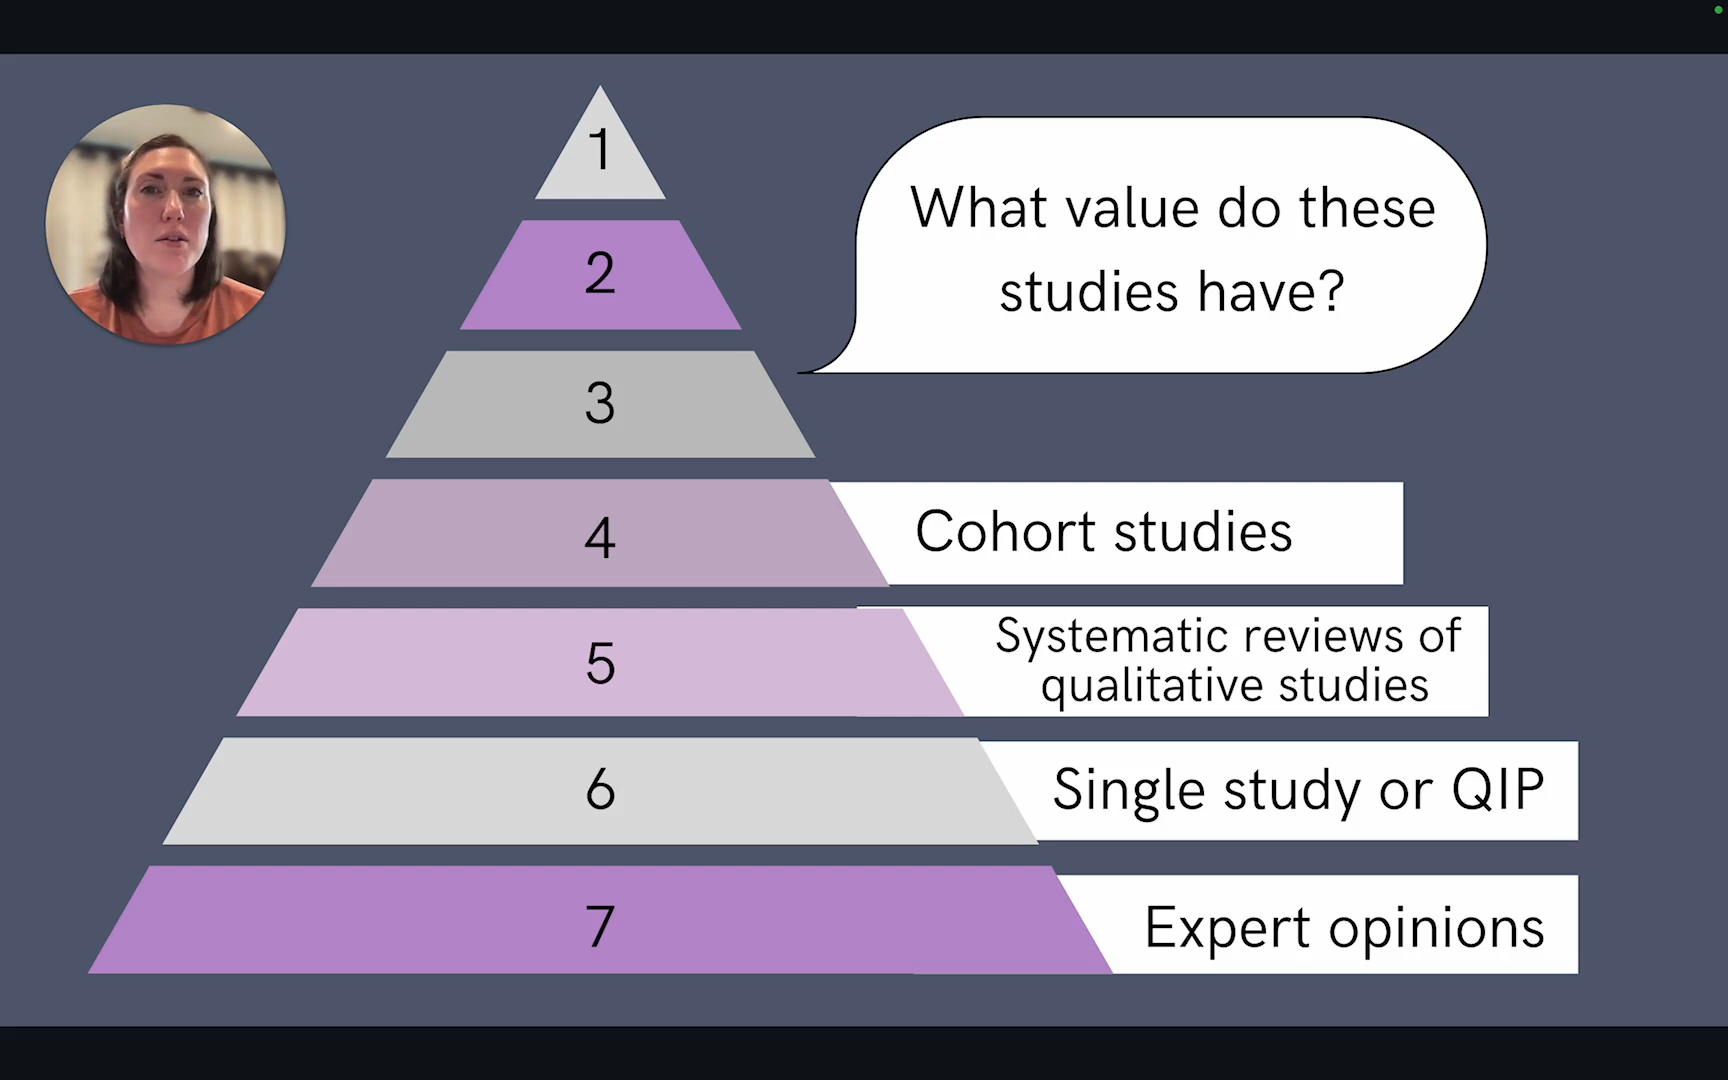 1
What value do these
studies have?
2
3
4
Cohort studies
5
Systematic reviews of
qualitative studies
6
Single study or QIP
7
Expert opinions